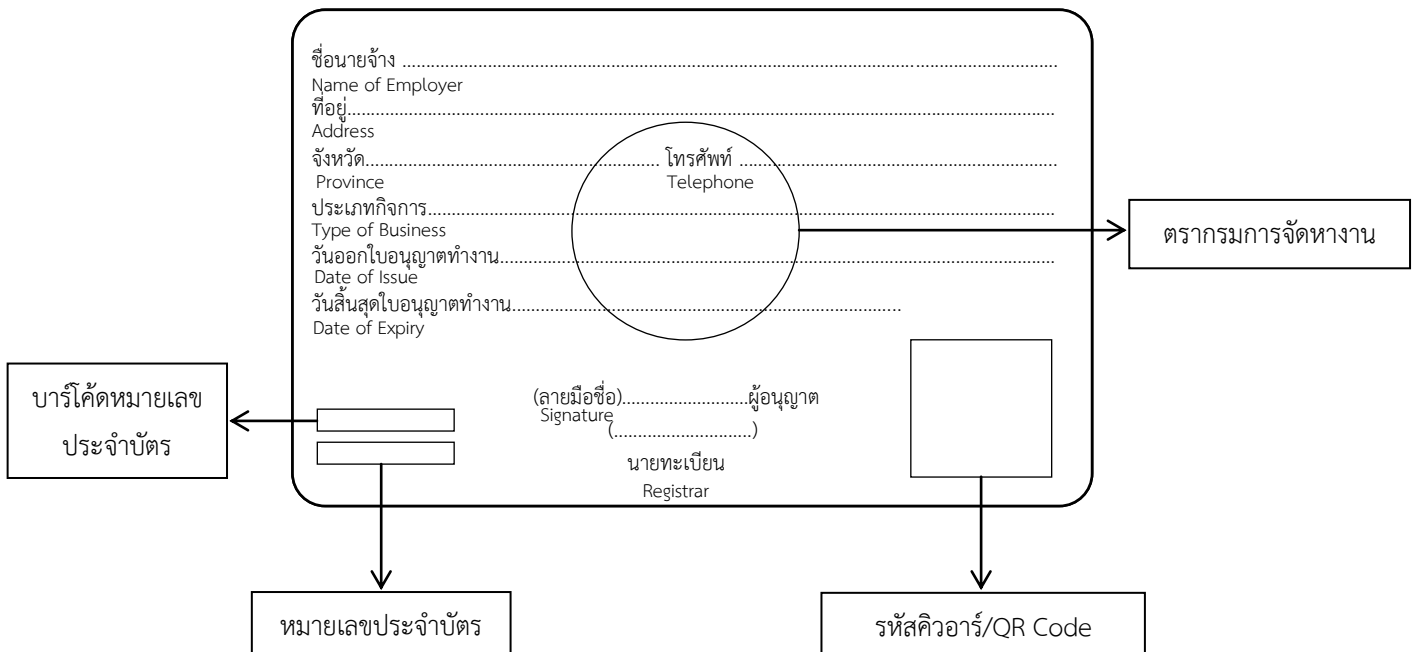 ชื่อนายจ้าง ........................................................................................................................
Name of Employer
ที่อยู่........................................................................................................................
Address
จังหวัด............................................................ โทรศัพท์ ............................................................
Province Telephone
ประเภทกิจการ........................................................................................................................
Type of Business
ตรากรมการจัดหางาน
วันออกใบอนุญาตทำงาน............................................................................................................
Date of Issue
วันสิ้นสุดใบอนุญาตทำงาน................................................................................
Date of Expiry
บาร์โค้ดหมายเลข
ประจำบัตร
(ลายมือชื่อ)..........................ผู้อนุญาต
Signature
(............................)
นายทะเบียน
Registrar
หมายเลขประจำบัตร
รหัสคิวอาร์/QR Code